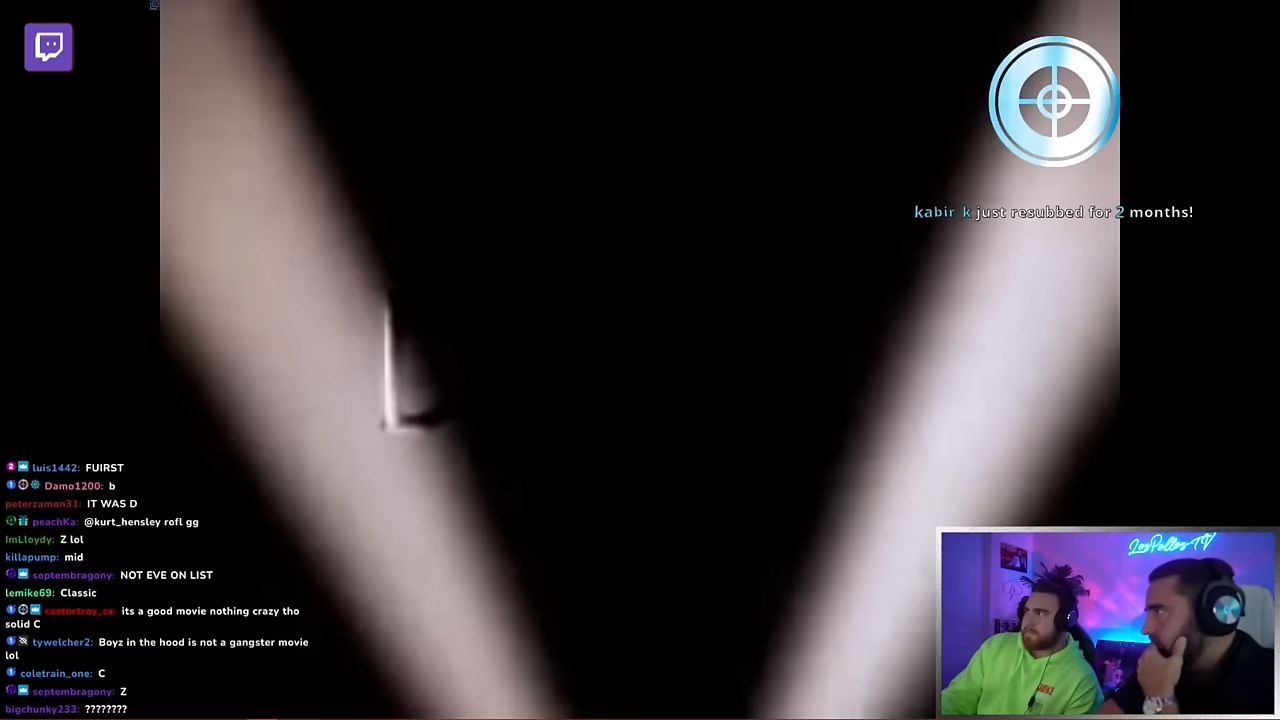 kabir_k just resubbed for 2 months!
luis1442: FUIRST
Damo1200: b
peterzamon31: IT WAS D
peachKa: @kurt_hensley rofl gg
ImLloydy: Z lol
killapump: mid
septembragony: NOT EVE ON LIST
lemike69: Classic
castortroy_ca: its a good movie nothing crazy tho
solid C
tywelcher2: Boyz in the hood is not a gangster movie
lol
coletrain_one: C
septembragony: Z
bigchunky233: ????????
LosPollosTV